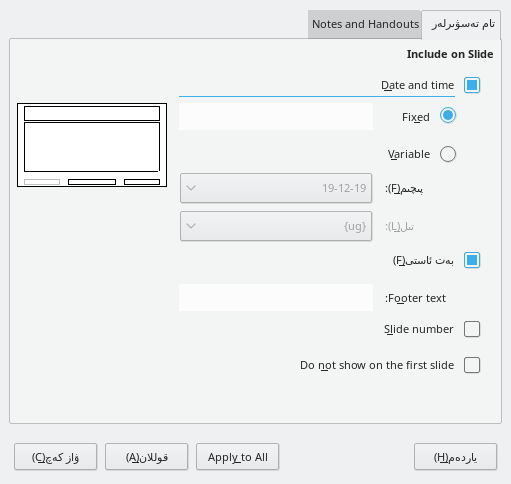 تام تەسۋىرلەر
Notes and Handouts
Include on Slide
Date and time
Fixed
Variable
پىچىم(F):
19-12-19
تىل(L):
{ug}
بەت ئاستى(F)
Footer text:
Slide number
Do not show on the first slide
ياردەم(H)
Apply to All
قوللان(A)
ۋاز كەچ(C)